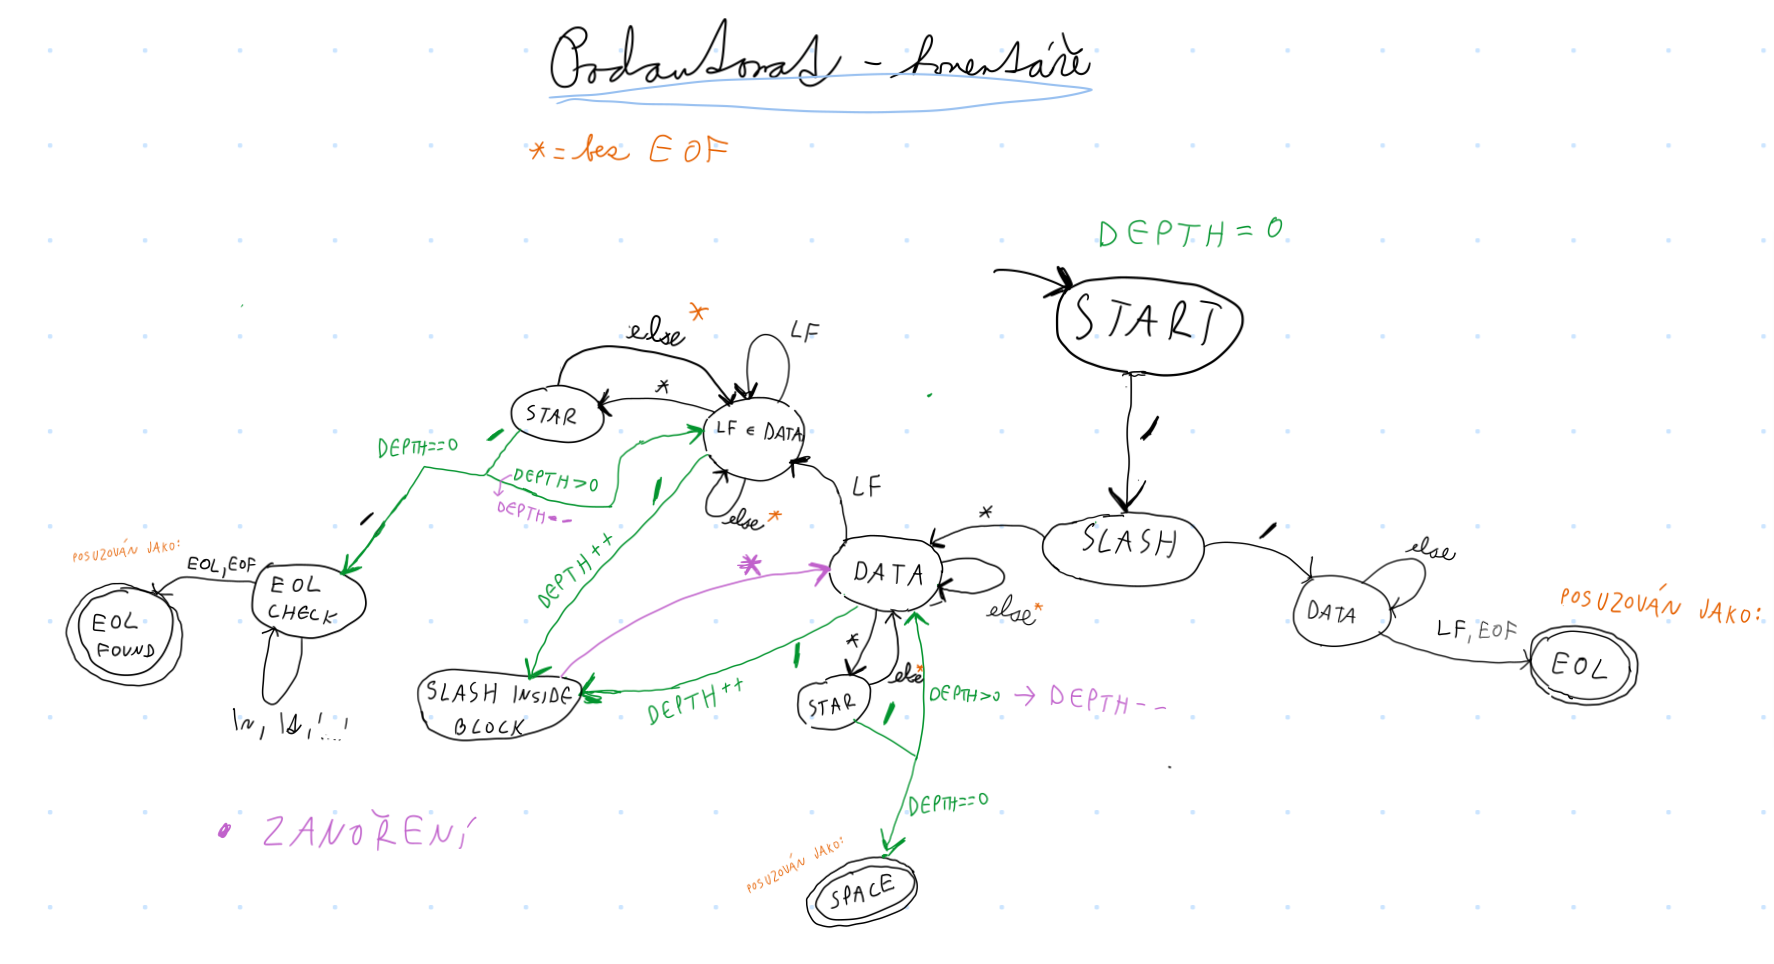 Podautomat - komentáře
*= bez EOF
DEPTH = 0
START
/
SLASH
*
/
DATA
else
LF, EOF
POSUZOVÁN JAKO:
EOL
DATA
else*
LF
LF ∈ DATA
LF
else*
*
else*
STAR
/
DEPTH==0
DEPTH>0
DEPTH--
/
EOL
CHECK
EOL, EOF
POSUZOVÁN JAKO:
EOL
FOUND
/
DEPTH++
*
SLASH INSIDE
BLOCK
/
DEPTH++
*
else*
STAR
/
DEPTH>0 → DEPTH--
DEPTH==0
POSUZOVÁN JAKO:
SPACE
• ZANOŘENÍ